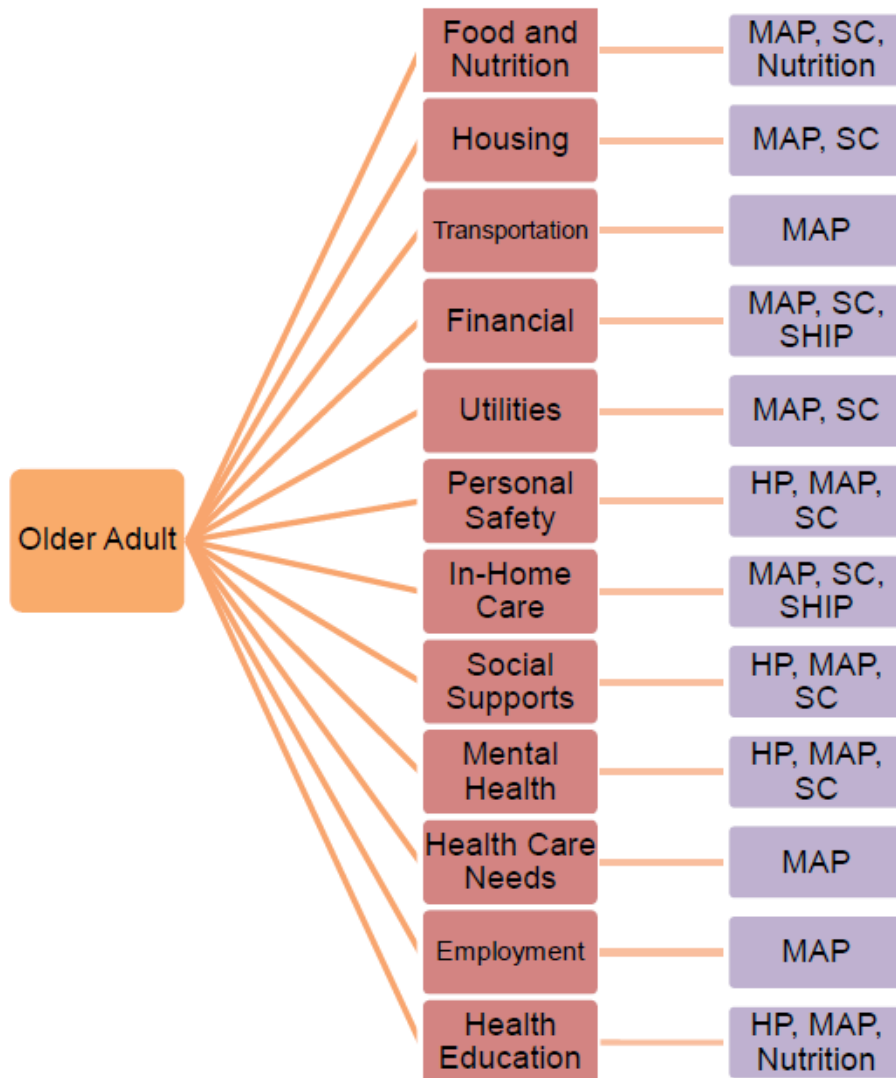 Food and
Nutrition
MAP, SC,
Nutrition
Housing
MAP, SC
Transportation
MAP
Financial
MAP, SC,
SHIP
Utilities
MAP, SC
Older Adult
Personal
Safety
HP, MAP,
SC
In-Home
Care
MAP, SC,
SHIP
Social
Supports
HP, MAP,
SC
Mental
Health
HP, MAP,
SC
Health Care
Needs
MAP
Employment
MAP
Health
Education
HP, MAP,
Nutrition